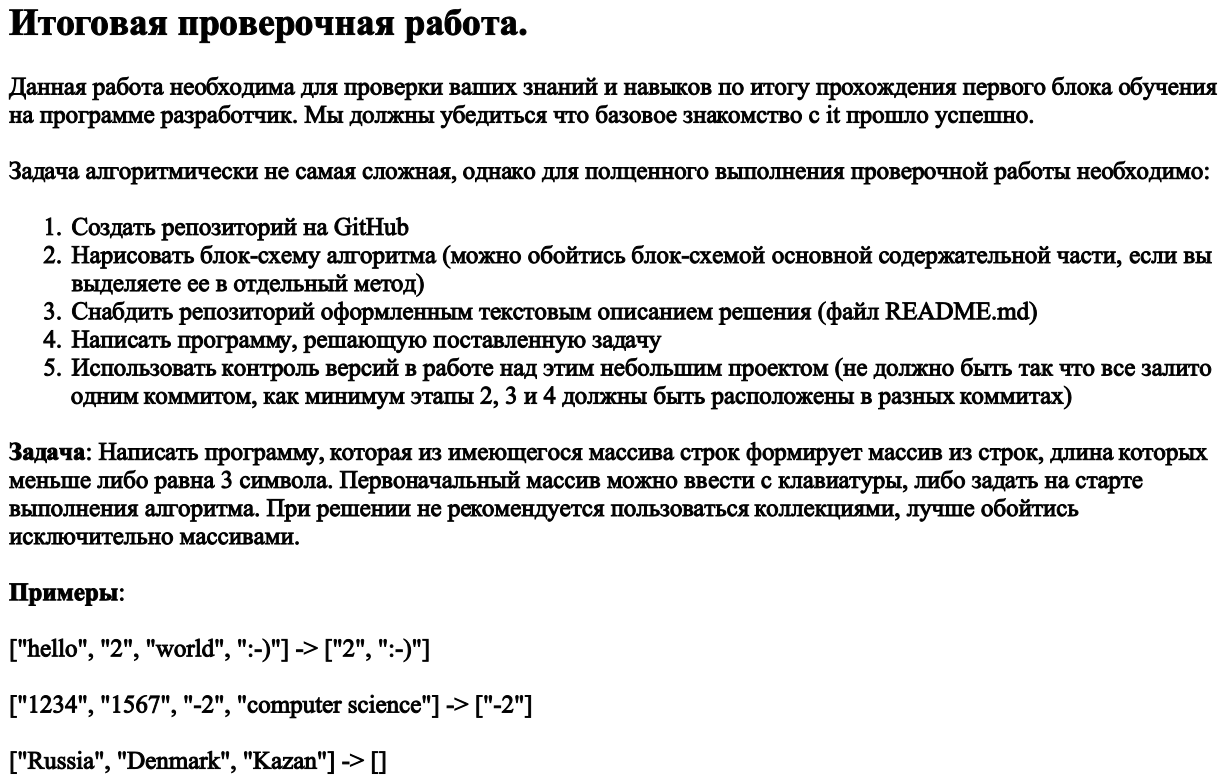 Итоговая проверочная работа.
Данная работа необходима для проверки ваших знаний и навыков по итогу прохождения первого блока обучения
на программе разработчик. Мы должны убедиться что базовое знакомство с it прошло успешно.
Задача алгоритмически не самая сложная, однако для полценного выполнения проверочной работы необходимо:
1. Создать репозиторий на GitHub
2. Нарисовать блок-схему алгоритма (можно обойтись блок-схемой основной содержательной части, если вы
выделяете ее в отдельный метод)
3. Снабдить репозиторий оформленным текстовым описанием решения (файл README.md)
4. Написать программу, решающую поставленную задачу
5. Использовать контроль версий в работе над этим небольшим проектом (не должно быть так что все залито
одним коммитом, как минимум этапы 2, 3 и 4 должны быть расположены в разных коммитах)
Задача: Написать программу, которая из имеющегося массива строк формирует массив из строк, длина которых
меньше либо равна 3 символа. Первоначальный массив можно ввести с клавиатуры, либо задать на старте
выполнения алгоритма. При решении не рекомендуется пользоваться коллекциями, лучше обойтись
исключительно массивами.
Примеры:
["hello", "2", "world", ":-)"] -> ["2", ":-)"]
["1234", "1567", "-2", "computer science"] -> ["-2"]
["Russia", "Denmark", "Kazan"] -> []